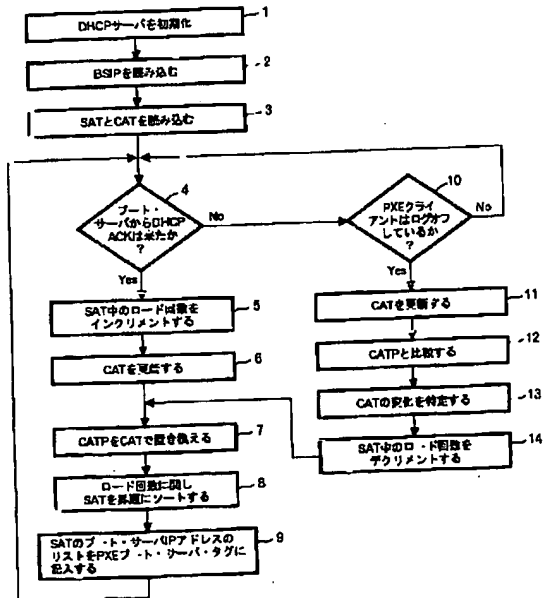 DHCPサーバを初期化
1
BSIPを読み込む
2
SATとCATを読み込む
3
ブート・
サーバからDHCP
ACKは来たか
?
4
No
Yes
PXEクライ
アントはログオフ
しているか
?
10
No
Yes
SAT中のロード回数を
インクリメントする
5
CATを更新する
6
CATPをCATで置き換える
7
ロード回数に関し
SATを昇順にソートする
8
SATのブート・サーバIPアドレスの
リストをPXEブート・サーバ・タグに
記入する
9
CATを更新する
11
CATPと比較する
12
CATの変化を特定する
13
SAT中のロード回数を
デクリメントする
14